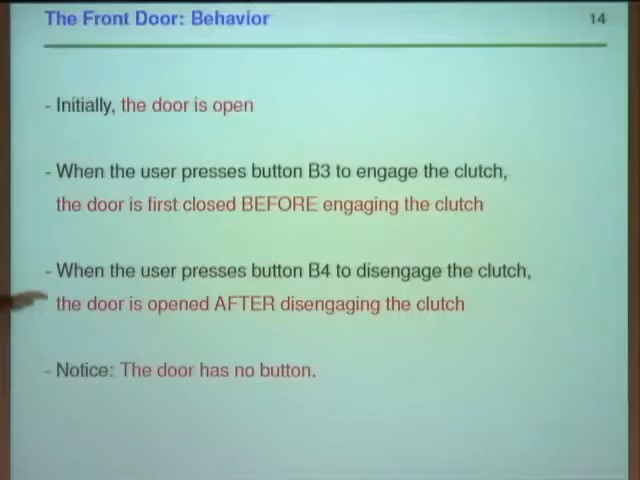 The Front Door: Behavior
14
- Initially, the door is open
- When the user presses button B3 to engage the clutch,
the door is first closed BEFORE engaging the clutch
- When the user presses button B4 to disengage the clutch,
the door is opened AFTER disengaging the clutch
- Notice: The door has no button.